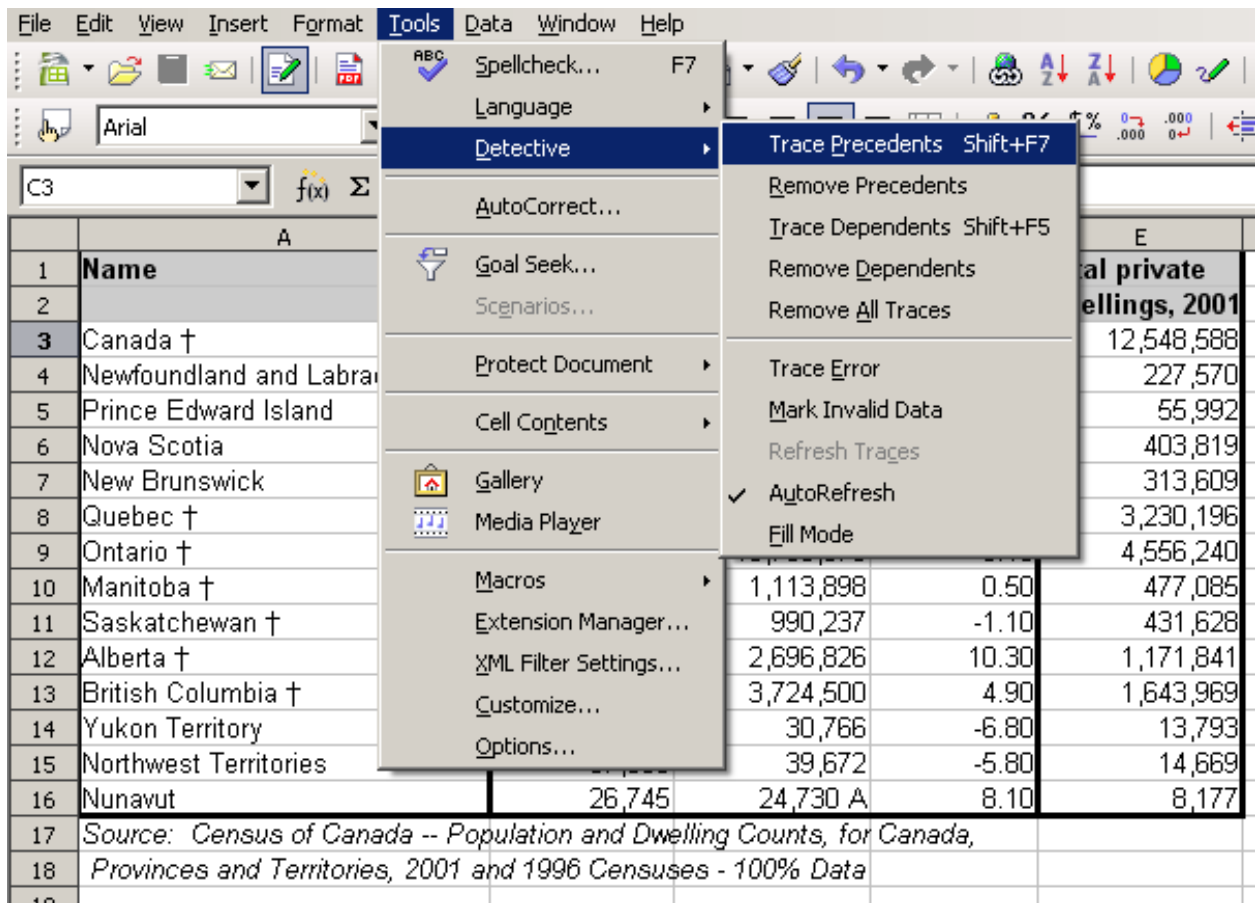 File Edit View Insert Format Tools Data Window Help
ABC Spellcheck... F7
Language
Arial
Detective
Trace Precedents Shift+F7
Remove Precedents
Trace Dependents Shift+F5
Remove Dependents
Remove All Traces
Trace Error
Mark Invalid Data
Refresh Traces
AutoRefresh
Fill Mode
C3 f(x) Σ
AutoCorrect...
Goal Seek...
Scenarios...
Protect Document
Cell Contents
Gallery
Media Player
Macros
Extension Manager...
XML Filter Settings...
Customize...
Options...
A E
1 Name tal private
2 ellings, 2001
3 Canada † 12,548,588
4 Newfoundland and Labra 227,570
5 Prince Edward Island 55,992
6 Nova Scotia 403,819
7 New Brunswick 313,609
8 Quebec † 3,230,196
9 Ontario † 4,556,240
10 Manitoba † 1,113,898 0.50 477,085
11 Saskatchewan † 990,237 -1.10 431,628
12 Alberta † 2,696,826 10.30 1,171,841
13 British Columbia † 3,724,500 4.90 1,643,969
14 Yukon Territory 30,766 -6.80 13,793
15 Northwest Territories 39,672 -5.80 14,669
16 Nunavut 26,745 24,730 A 8.10 8,177
17 Source: Census of Canada -- Population and Dwelling Counts, for Canada,
18 Provinces and Territories, 2001 and 1996 Censuses - 100% Data